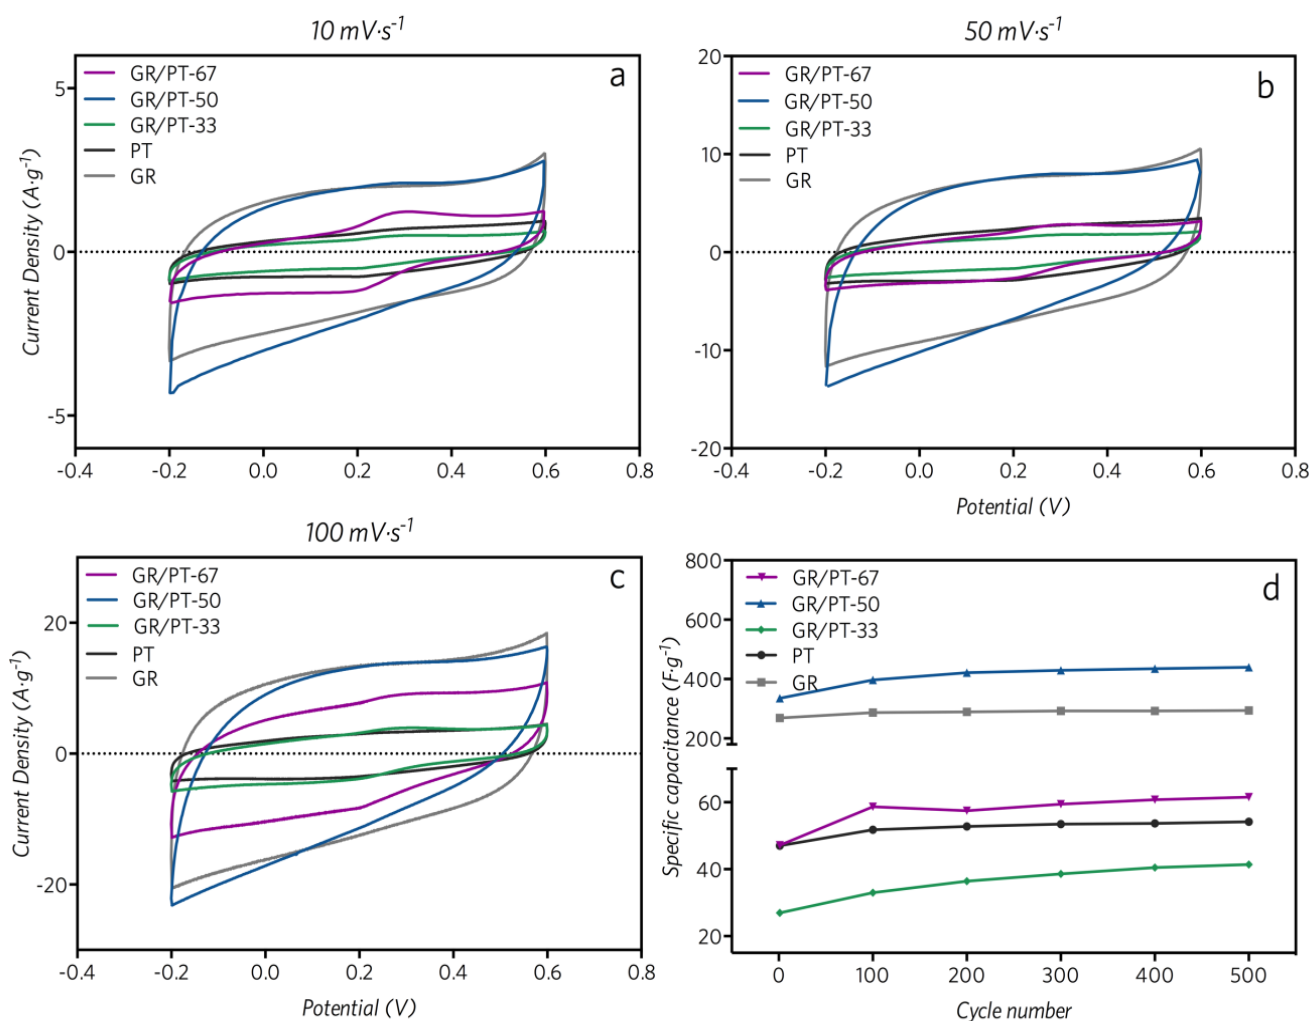 10 mV·s-1
GR/PT-67
GR/PT-50
GR/PT-33
PT
GR
a
5
0
-5
-0.4 -0.2 0.0 0.2 0.4 0.6 0.8
Current Density (A·g-1)
50 mV·s-1
GR/PT-67
GR/PT-50
GR/PT-33
PT
GR
b
20
10
0
-10
-20
-0.4 -0.2 0.0 0.2 0.4 0.6 0.8
Potential (V)
Current Density (A·g-1)
100 mV·s-1
GR/PT-67
GR/PT-50
GR/PT-33
PT
GR
c
20
0
-20
-0.4 -0.2 0.0 0.2 0.4 0.6 0.8
Potential (V)
Current Density (A·g-1)
GR/PT-67
GR/PT-50
GR/PT-33
PT
GR
d
800
600
400
200
60
40
20
0 100 200 300 400 500
Cycle number
Specific capacitance (F·g-1)